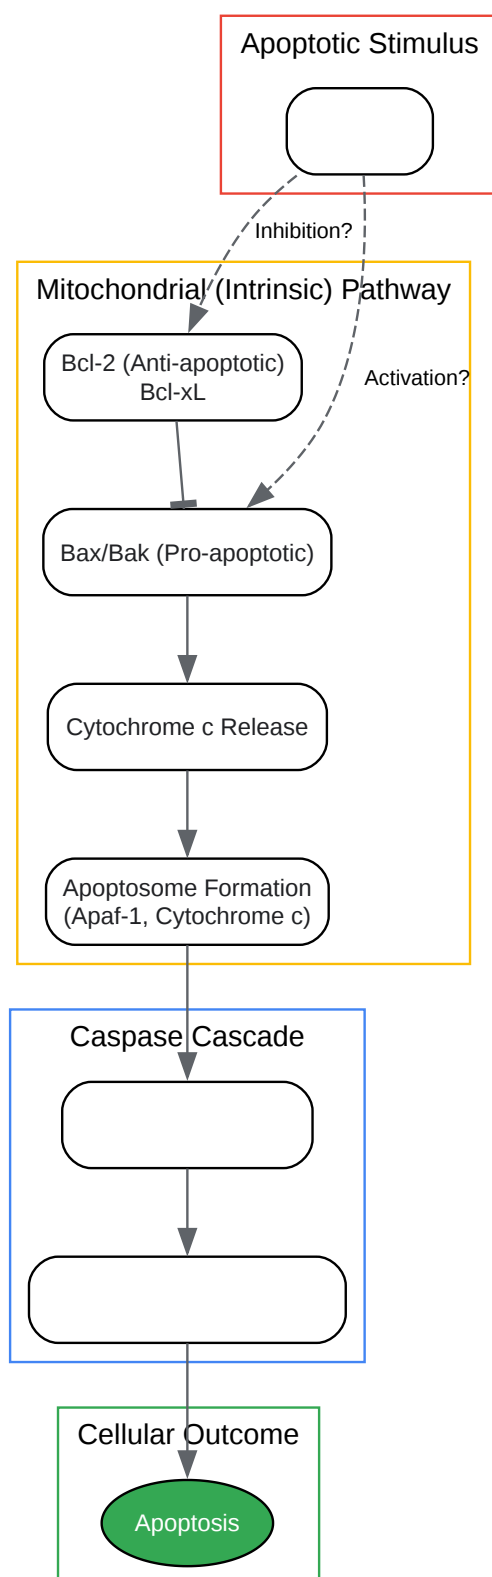 Apoptotic Stimulus
Inhibition?
Mitochondrial (Intrinsic) Pathway
Bcl-2 (Anti-apoptotic)
Bcl-xL
Activation?
Bax/Bak (Pro-apoptotic)
Cytochrome c Release
Apoptosome Formation
(Apaf-1, Cytochrome c)
Caspase Cascade
Cellular Outcome
Apoptosis